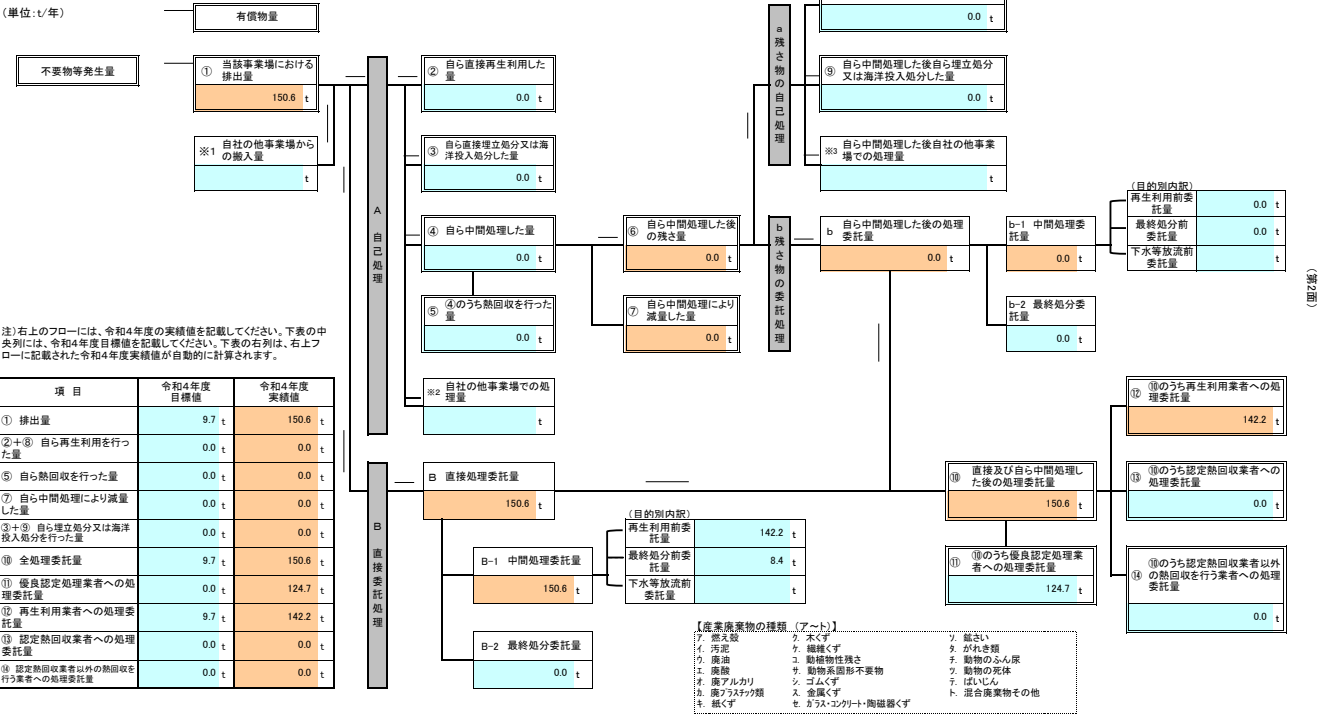 (単位:t/年)
有償物量
不要物等発生量
① 当該事業場における
排出量
150.6 t
※1 自社の他事業場から
の搬入量
t
A 自己処理
② 自ら直接再生利用した
量
0.0 t
③ 自ら直接埋立処分又は海
洋投入処分した量
0.0 t
④ 自ら中間処理した量
0.0 t
⑤ ④のうち熱回収を行った
量
0.0 t
※2 自社の他事業場での処
理量
t
⑥ 自ら中間処理した後
の残さ量
0.0 t
⑦ 自ら中間処理により
減量した量
0.0 t
a 残さ物の自己処理
0.0 t
⑨ 自ら中間処理した後自ら埋立処分
又は海洋投入処分した量
0.0 t
※3 自ら中間処理した後自社の他事業
場での処理量
t
b 残さ物の委託処理
b 自ら中間処理した後の処理
委託量
0.0 t
b-1 中間処理委
託量
0.0 t
(目的別内訳)
再生利用前委
託量
0.0 t
最終処分前
委託量
0.0 t
下水等放流前
委託量
t
b-2 最終処分委
託量
0.0 t
(第2面)
注)右上のフローには、令和4年度の実績値を記載してください。下表の中
央列には、令和4年度目標値を記載してください。下表の右列は、右上フ
ローに記載された令和4年度実績値が自動的に計算されます。
項 目 令和4年度
目標値 令和4年度
実績値
① 排出量 9.7 t 150.6 t
②+⑧ 自ら再生利用を行っ
た量 0.0 t 0.0 t
⑤ 自ら熱回収を行った量 0.0 t 0.0 t
⑦ 自ら中間処理により減量
した量 0.0 t 0.0 t
③+⑨ 自ら埋立処分又は海洋
投入処分を行った量 0.0 t 0.0 t
⑩ 全処理委託量 9.7 t 150.6 t
⑪ 優良認定処理業者への処
理委託量 0.0 t 124.7 t
⑫ 再生利用業者への処理委
託量 9.7 t 142.2 t
⑬ 認定熱回収業者への処理
委託量 0.0 t 0.0 t
⑭ 認定熱回収業者以外の熱回収を
行う業者への処理委託量 0.0 t 0.0 t
B 直接委託処理
B 直接処理委託量
150.6 t
B-1 中間処理委託量
150.6 t
(目的別内訳)
再生利用前委
託量
142.2 t
最終処分前委
託量
8.4 t
下水等放流前
委託量
t
B-2 最終処分委託量
0.0 t
⑩ 直接及び自ら中間処理し
た後の処理委託量
150.6 t
⑪ ⑩のうち優良認定処理業
者への処理委託量
124.7 t
⑫ ⑩のうち再生利用業者への処
理委託量
142.2 t
⑬ ⑩のうち認定熱回収業者への
処理委託量
0.0 t
⑭ ⑩のうち認定熱回収業者以外
の熱回収を行う業者への処理
委託量
0.0 t
【産業廃棄物の種類 (ア~ト)】
ア. 燃え殻 ク. 木くず ソ. 鉱さい
イ. 汚泥 ケ. 繊維くず タ. がれき類
ウ. 廃油 コ. 動植物性残さ チ. 動物のふん尿
エ. 廃酸 サ. 動物系固形不要物 ツ. 動物の死体
オ. 廃アルカリ シ. ゴムくず テ. ばいじん
カ. 廃プラスチック類 ス. 金属くず ト. 混合廃棄物その他
キ. 紙くず セ. ガラス・コンクリート・陶磁器くず